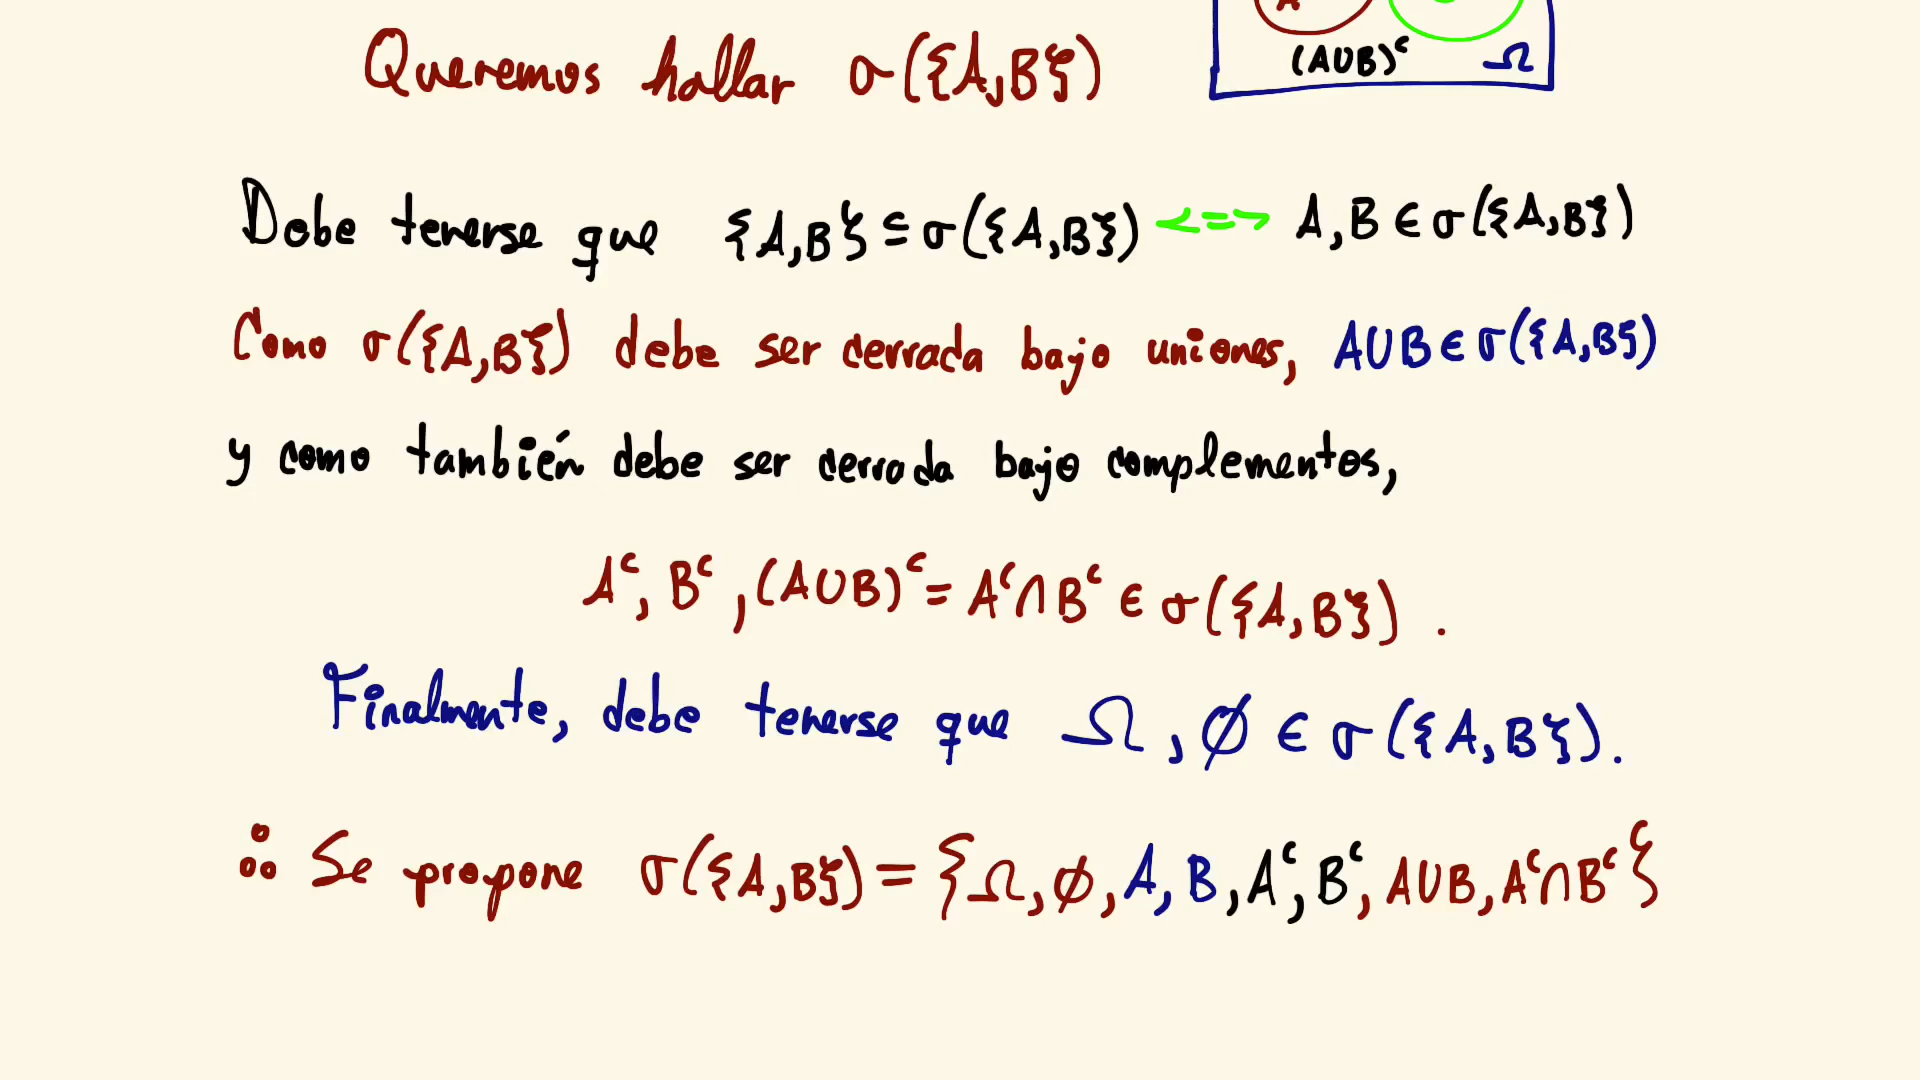 A
(A∪B)ᶜ Ω
Queremos hallar σ({A,B})
Debe tenerse que {A,B} ⊆ σ({A,B}) <=> A,B ∈ σ({A,B})
Como σ({A,B}) debe ser cerrada bajo uniones, A∪B ∈ σ({A,B})
y como también debe ser cerrada bajo complementos,
Aᶜ, Bᶜ, (A∪B)ᶜ = Aᶜ∩Bᶜ ∈ σ({A,B}).
Finalmente, debe tenerse que Ω, ∅ ∈ σ({A,B}).
∴ Se propone σ({A,B}) = {Ω, ∅, A, B, Aᶜ, Bᶜ, A∪B, Aᶜ∩Bᶜ}